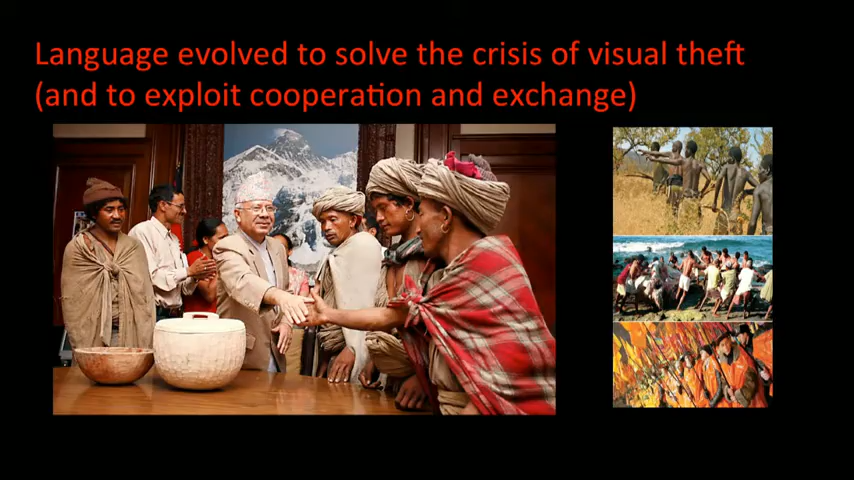 Language evolved to solve the crisis of visual theft
(and to exploit cooperation and exchange)